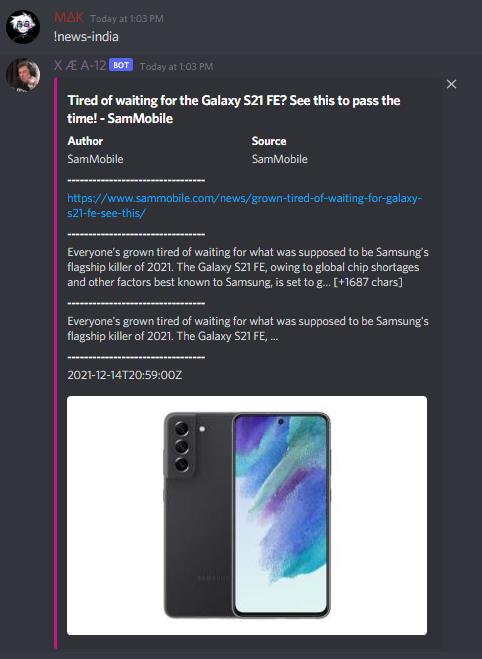 MΔK Today at 1:03 PM
!news-india
X Æ A-12 BOT Today at 1:03 PM
Tired of waiting for the Galaxy S21 FE? See this to pass the
time! - SamMobile
Author Source
SamMobile SamMobile
---------------------------------
https://www.sammobile.com/news/grown-tired-of-waiting-for-galaxy-
s21-fe-see-this/
---------------------------------
Everyone's grown tired of waiting for what was supposed to be Samsung's
flagship killer of 2021. The Galaxy S21 FE, owing to global chip shortages
and other factors best known to Samsung, is set to g… [+1687 chars]
---------------------------------
Everyone's grown tired of waiting for what was supposed to be Samsung's
flagship killer of 2021. The Galaxy S21 FE, ...
---------------------------------
2021-12-14T20:59:00Z
SAMSUNG